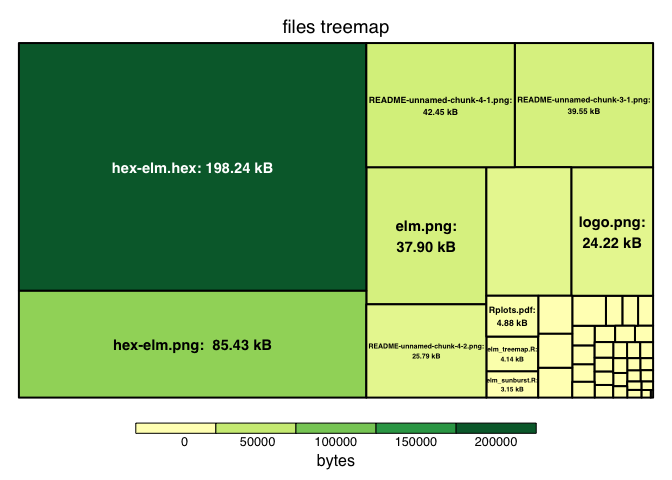 files treemap
hex-elm.hex: 198.24 kB
hex-elm.png:  85.43 kB
README-unnamed-chunk-4-1.png:
42.45 kB
README-unnamed-chunk-3-1.png:
39.55 kB
elm.png:
37.90 kB
logo.png:
24.22 kB
README-unnamed-chunk-4-2.png:
25.79 kB
Rplots.pdf:
4.88 kB
elm_treemap.R:
4.14 kB
elm_sunburst.R:
3.15 kB
0
50000
100000
150000
200000
bytes